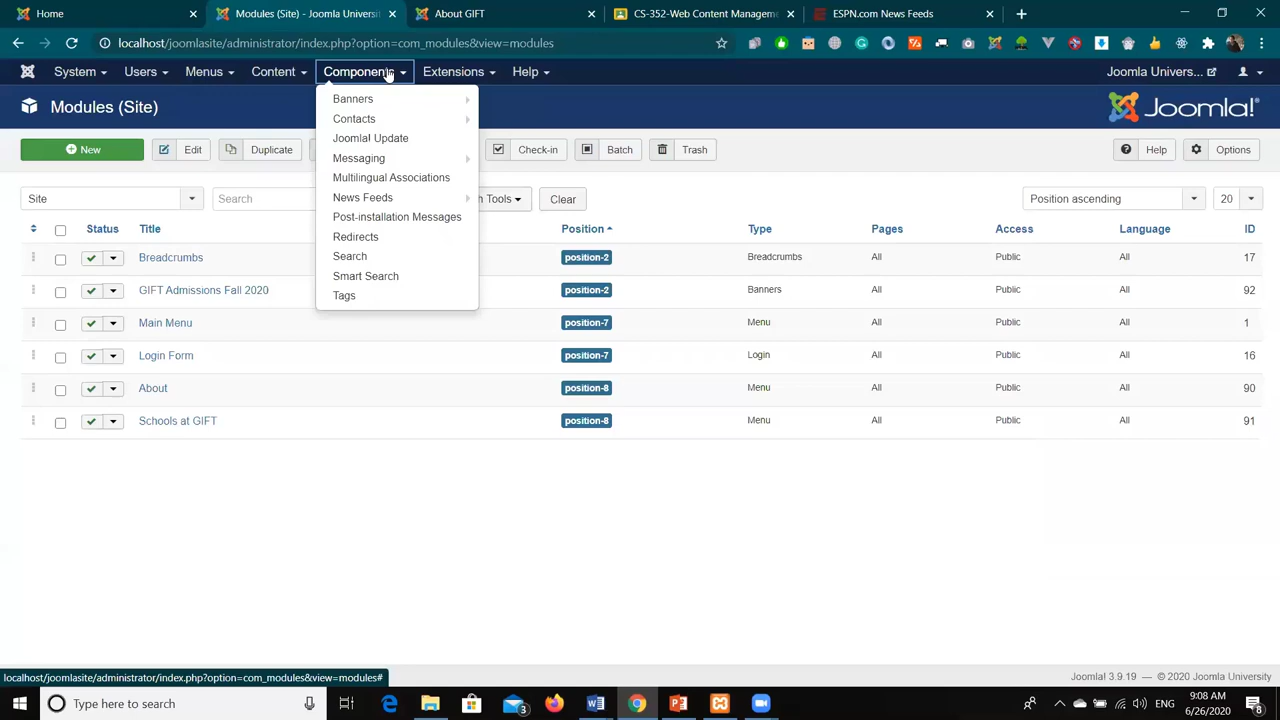 Home
Modules (Site) - Joomla Universit
About GIFT
CS-352-Web Content Manageme
ESPN.com News Feeds
localhost/joomlasite/administrator/index.php?option=com_modules&view=modules
System
Users
Menus
Content
Components
Extensions
Help
Joomla Univers...
Modules (Site)
Joomla!®
New
Edit
Duplicate
Check-in
Batch
Trash
Help
Options
Site
Search
Tools
Clear
Position ascending
20
Status Title Position Type Pages Access Language ID
Breadcrumbs position-2 Breadcrumbs All Public All 17
GIFT Admissions Fall 2020 position-2 Banners All Public All 92
Main Menu position-7 Menu All Public All 1
Login Form position-7 Login All Public All 16
About position-8 Menu All Public All 90
Schools at GIFT position-8 Menu All Public All 91
Banners
Contacts
Joomla! Update
Messaging
Multilingual Associations
News Feeds
Post-installation Messages
Redirects
Search
Smart Search
Tags
localhost/joomlasite/administrator/index.php?option=com_modules&view=modules#
Joomla! 3.9.19 — © 2020 Joomla University
Type here to search
3
ENG
9:08 AM
6/26/2020
8